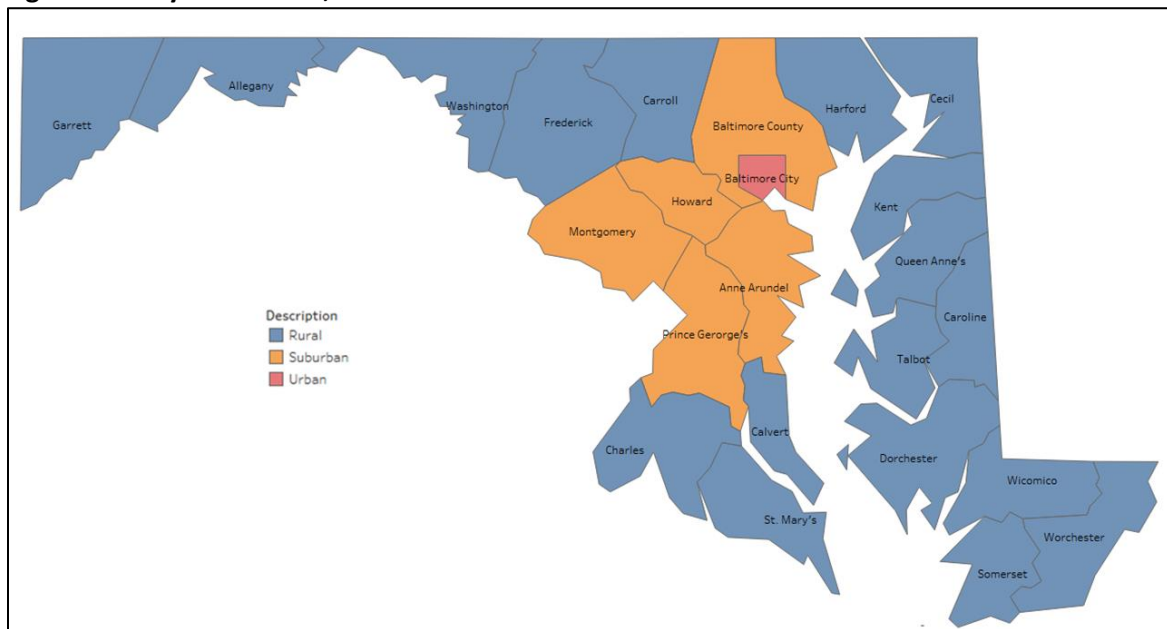 Garrett
Allegany
Washington
Frederick
Carroll
Baltimore County
Harford
Cecil
Baltimore City
Howard
Montgomery
Kent
Queen Anne's
Anne Arundel
Caroline
Prince Gerorge's
Talbot
Description
Rural
Suburban
Urban
Charles
Calvert
Dorchester
St. Mary's
Wicomico
Worchester
Somerset